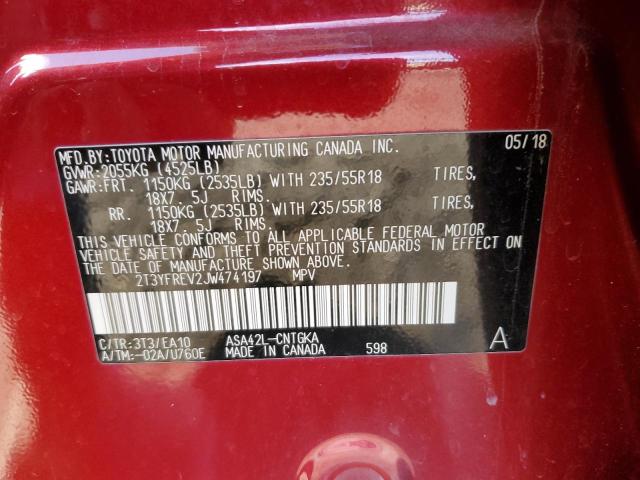 MFD.BY:TOYOTA MOTOR MANUFACTURING CANADA INC. 05/18
GVWR:2055KG (4525LB)
GAWR:FRT. 1150KG (2535LB) WITH 235/55R18 TIRES,
18X7. 5J RIMS.
RR. 1150KG (2535LB) WITH 235/55R18 TIRES,
18X7. 5J RIMS.
THIS VEHICLE CONFORMS TO ALL APPLICABLE FEDERAL MOTOR
VEHICLE SAFETY AND THEFT PREVENTION STANDARDS IN EFFECT ON
THE DATE OF MANUFACTURE SHOWN ABOVE.
2T3YFREV2JW474197 MPV
C/TR:3T3/EA10 ASA42L-CNTGKA
A/TM:-02A/U760E MADE IN CANADA 598 A